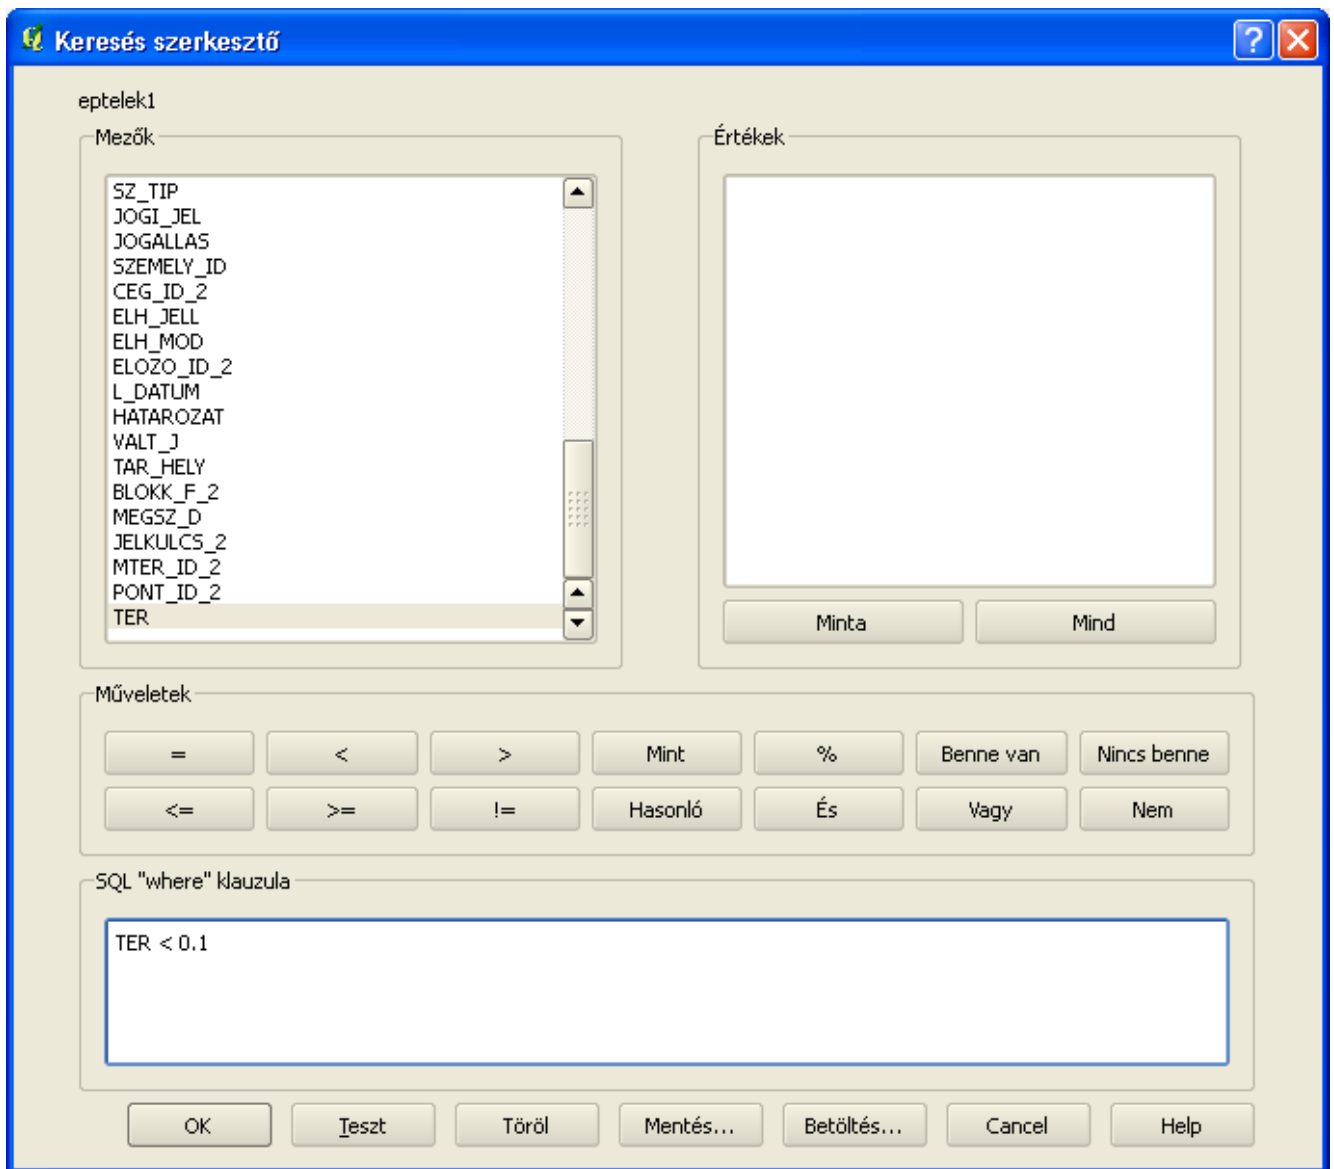 Keresés szerkesztő
eptelek1
Mezők
SZ_TIP
JOGI_JEL
JOGALLAS
SZEMELY_ID
CEG_ID_2
ELH_JELL
ELH_MOD
ELOZO_ID_2
L_DATUM
HATAROZAT
VALT_J
TAR_HELY
BLOKK_F_2
MEGSZ_D
JELKULCS_2
MTER_ID_2
PONT_ID_2
TER
Értékek
Minta Mind
Műveletek
= < > Mint % Benne van Nincs benne
<= >= != Hasonló És Vagy Nem
SQL "where" klauzula
TER < 0.1
OK Teszt Töröl Mentés... Betöltés... Cancel Help